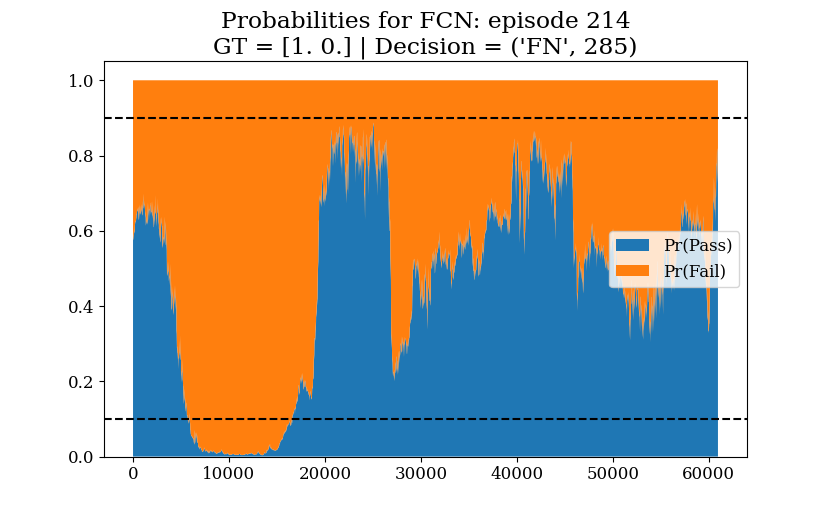 Probabilities for FCN: episode 214
GT = [1. 0.] | Decision = ('FN', 285)
1.0
0.8
0.6
0.4
0.2
0.0
Pr(Pass)
Pr(Fail)
0 10000 20000 30000 40000 50000 60000